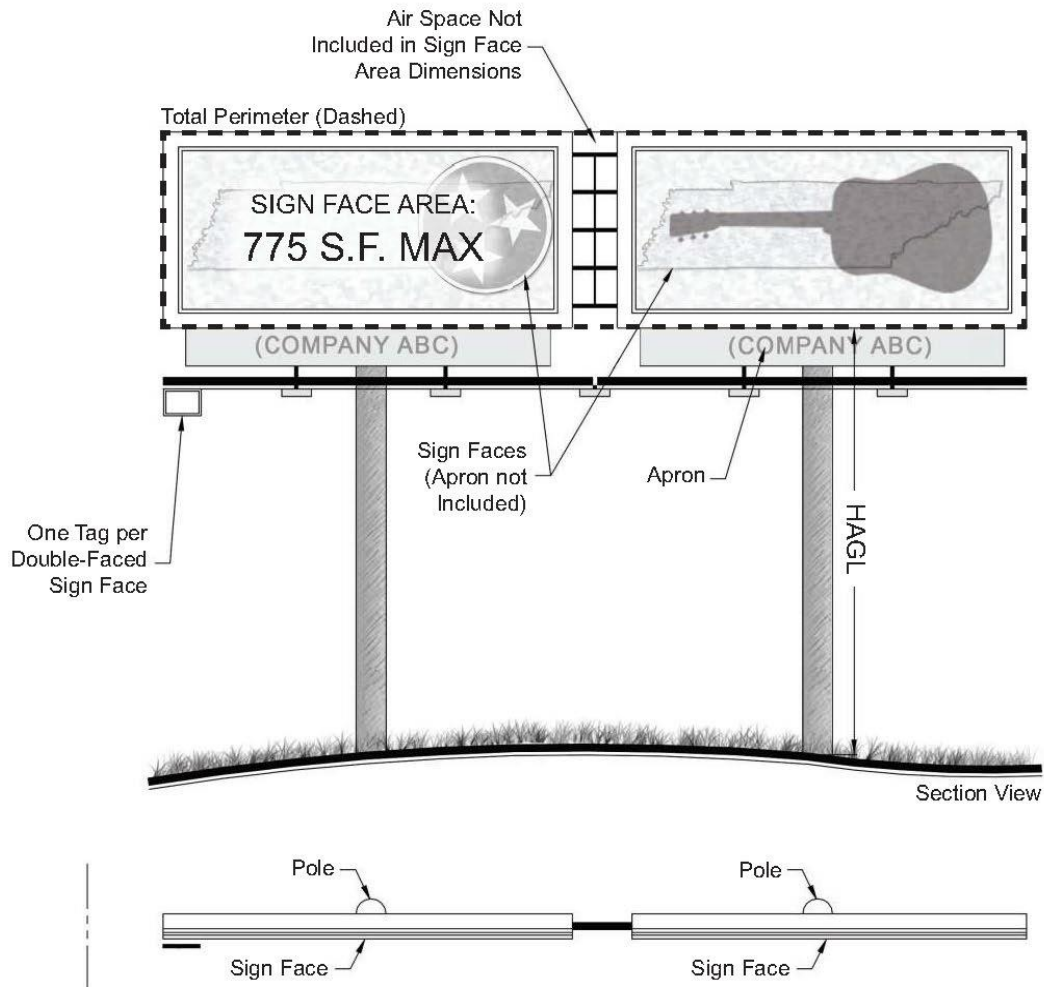 Air Space Not
Included in Sign Face
Area Dimensions
Total Perimeter (Dashed)
SIGN FACE AREA:
775 S.F. MAX
(COMPANY ABC)
(COMPANY ABC)
Sign Faces
(Apron not
Included)
Apron
HAGL
One Tag per
Double-Faced
Sign Face
Section View
Pole
Pole
Sign Face
Sign Face